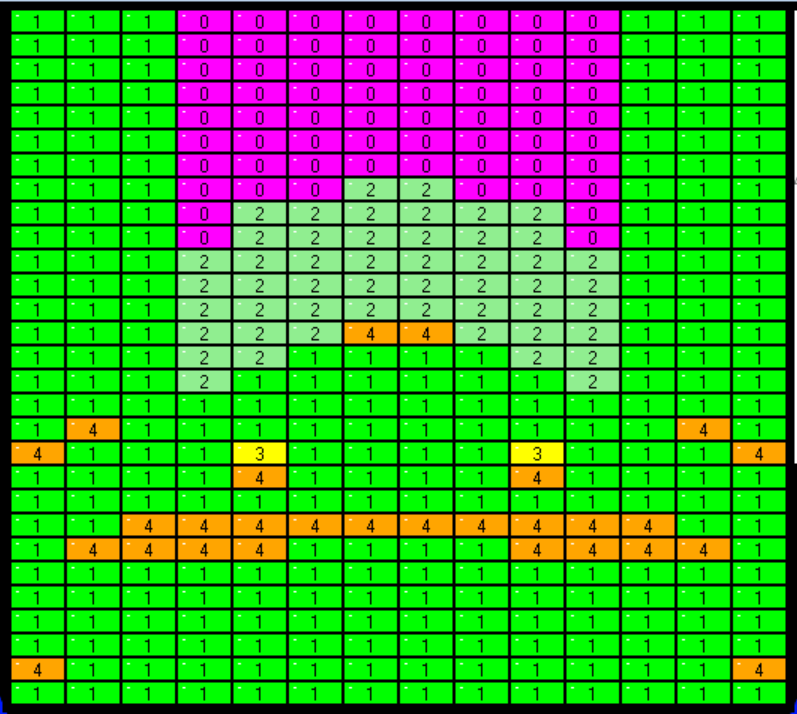 1 1 1 0 0 0 0 0 0 0 0 1 1 1
1 1 1 0 0 0 0 0 0 0 0 1 1 1
1 1 1 0 0 0 0 0 0 0 0 1 1 1
1 1 1 0 0 0 0 0 0 0 0 1 1 1
1 1 1 0 0 0 0 0 0 0 0 1 1 1
1 1 1 0 0 0 0 0 0 0 0 1 1 1
1 1 1 0 0 0 0 0 0 0 0 1 1 1
1 1 1 0 0 0 2 2 0 0 0 1 1 1
1 1 1 0 2 2 2 2 2 2 0 1 1 1
1 1 1 0 2 2 2 2 2 2 0 1 1 1
1 1 1 2 2 2 2 2 2 2 2 1 1 1
1 1 1 2 2 2 2 2 2 2 2 1 1 1
1 1 1 2 2 2 2 2 2 2 2 1 1 1
1 1 1 2 2 2 4 4 2 2 2 1 1 1
1 1 1 2 2 1 1 1 1 2 2 1 1 1
1 1 1 2 1 1 1 1 1 1 2 1 1 1
1 1 1 1 1 1 1 1 1 1 1 1 1 1
1 4 1 1 1 1 1 1 1 1 1 1 4 1
4 1 1 1 3 1 1 1 1 3 1 1 1 4
1 1 1 1 4 1 1 1 1 4 1 1 1 1
1 1 1 1 1 1 1 1 1 1 1 1 1 1
1 1 4 4 4 4 4 4 4 4 4 4 1 1
1 4 4 4 4 1 1 1 1 4 4 4 4 1
1 1 1 1 1 1 1 1 1 1 1 1 1 1
1 1 1 1 1 1 1 1 1 1 1 1 1 1
1 1 1 1 1 1 1 1 1 1 1 1 1 1
1 1 1 1 1 1 1 1 1 1 1 1 1 1
4 1 1 1 1 1 1 1 1 1 1 1 1 4
1 1 1 1 1 1 1 1 1 1 1 1 1 1